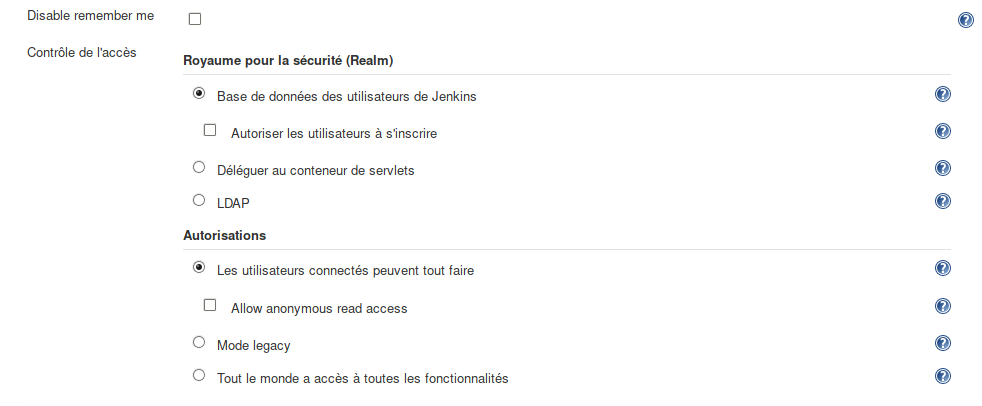 Disable remember me
Contrôle de l'accès
Royaume pour la sécurité (Realm)
Base de données des utilisateurs de Jenkins
Autoriser les utilisateurs à s'inscrire
Déléguer au conteneur de servlets
LDAP
Autorisations
Les utilisateurs connectés peuvent tout faire
Allow anonymous read access
Mode legacy
Tout le monde a accès à toutes les fonctionnalités